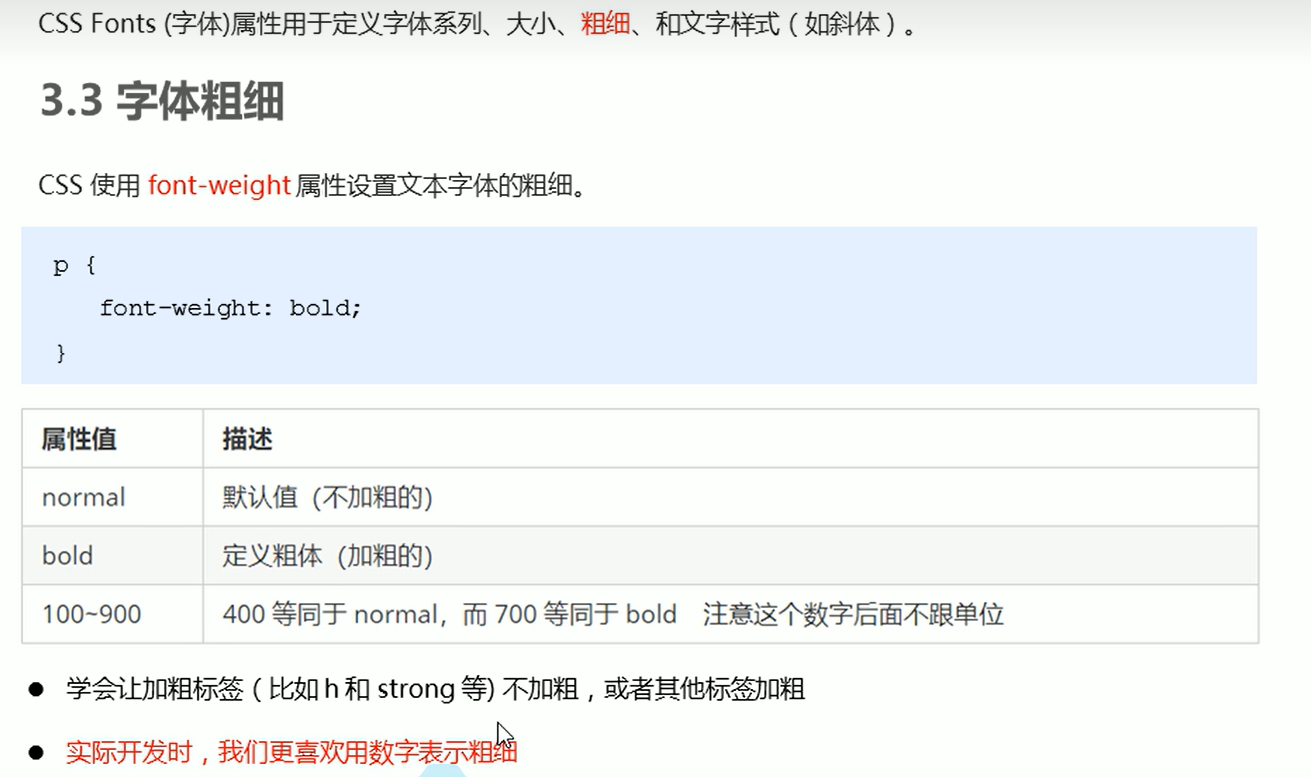 CSS Fonts (字体)属性用于定义字体系列、大小、粗细、和文字样式（如斜体）。
3.3 字体粗细
CSS 使用 font-weight 属性设置文本字体的粗细。
p {
font-weight: bold;
}
属性值 描述
normal 默认值（不加粗的）
bold 定义粗体（加粗的）
100~900 400 等同于 normal，而 700 等同于 bold 注意这个数字后面不跟单位
● 学会让加粗标签（比如 h 和 strong 等) 不加粗，或者其他标签加粗
● 实际开发时，我们更喜欢用数字表示粗细